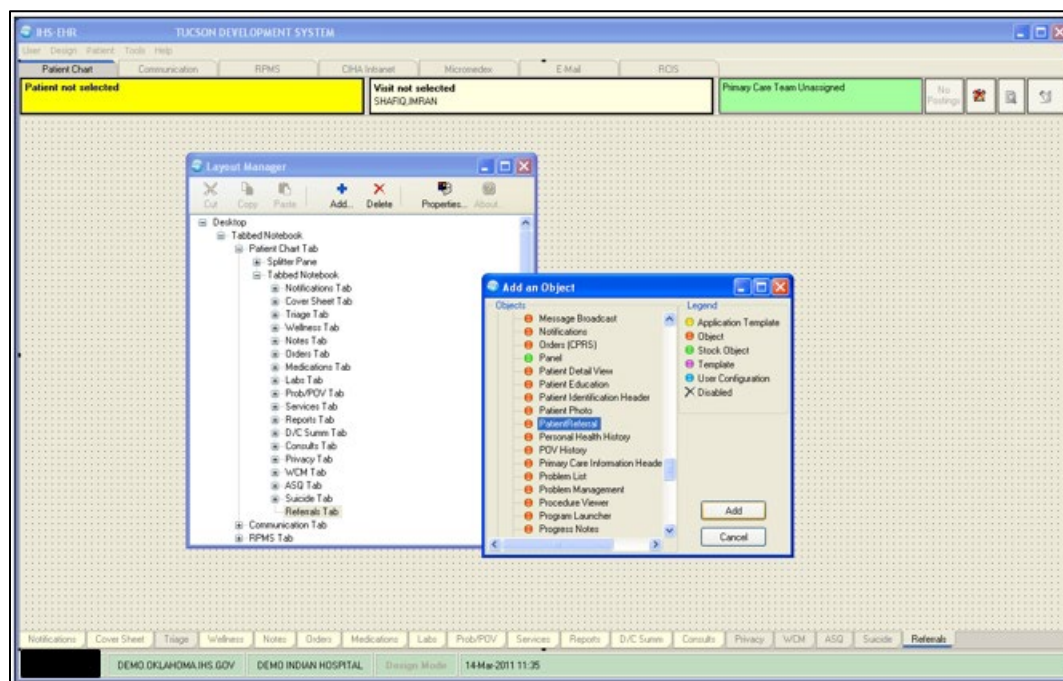 IHS-EHR TUCSON DEVELOPMENT SYSTEM
User Design Patient Tools Help
Patient Chart Communication RPMS CIHA Intranet Micromedex E-Mail RCIS
Patient not selected
Visit not selected
SHAFIQ,IMRAN
Primary Care Team Unassigned
No
Postings
Layout Manager
Cut Copy Paste Add... Delete Properties... About...
Desktop
Tabbed Notebook
Patient Chart Tab
Splitter Pane
Tabbed Notebook
Notifications Tab
Cover Sheet Tab
Triage Tab
Wellness Tab
Notes Tab
Orders Tab
Medications Tab
Labs Tab
Prob/POV Tab
Services Tab
Reports Tab
D/C Summ Tab
Consults Tab
Privacy Tab
WCM Tab
ASQ Tab
Suicide Tab
Referrals Tab
Communication Tab
RPMS Tab
Add an Object
Objects
Message Broadcast
Notifications
Orders (CPRS)
Panel
Patient Detail View
Patient Education
Patient Identification Header
Patient Photo
PatientReferral
Personal Health History
POV History
Primary Care Information Heade
Problem List
Problem Management
Procedure Viewer
Program Launcher
Progress Notes
Legend
Application Template
Object
Stock Object
Template
User Configuration
Disabled
Add
Cancel
Notifications Cover Sheet Triage Wellness Notes Orders Medications Labs Prob/POV Services Reports D/C Summ Consults Privacy WCM ASQ Suicide Referrals
DEMO.OKLAHOMA.IHS.GOV DEMO INDIAN HOSPITAL Design Mode 14-Mar-2011 11:35